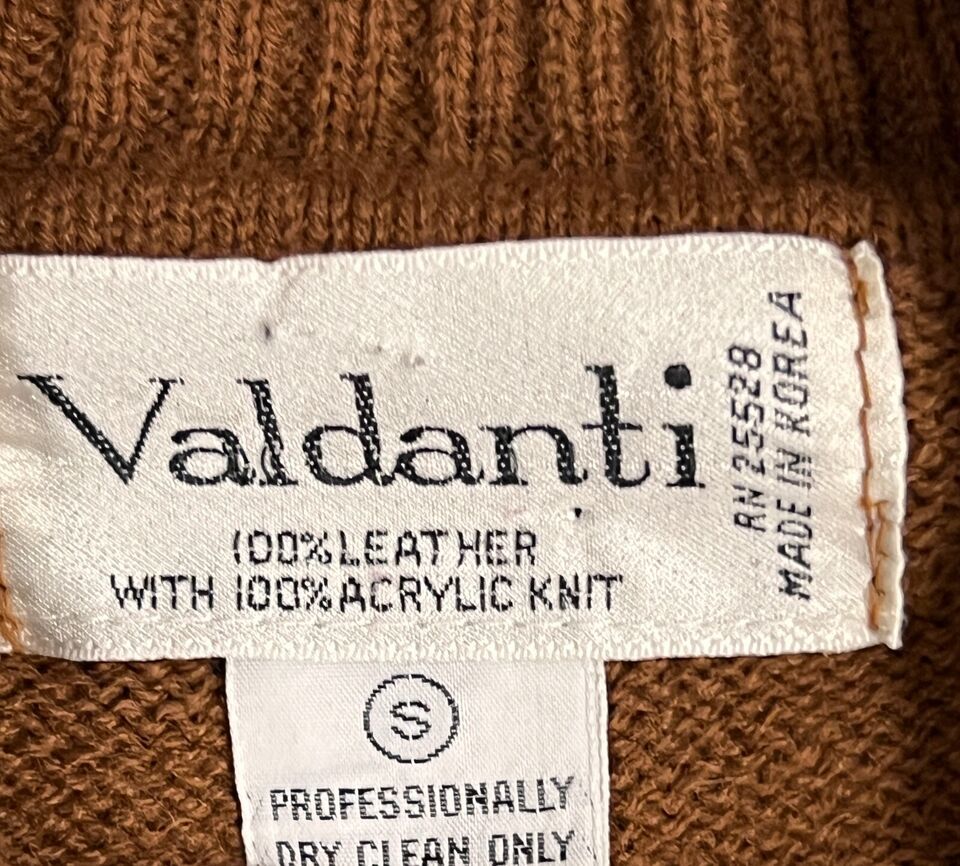 Valdanti
100% LEATHER
WITH 100% ACRYLIC KNIT
RN 25528
MADE IN KOREA
S
PROFESSIONALLY
DRY CLEAN ONLY